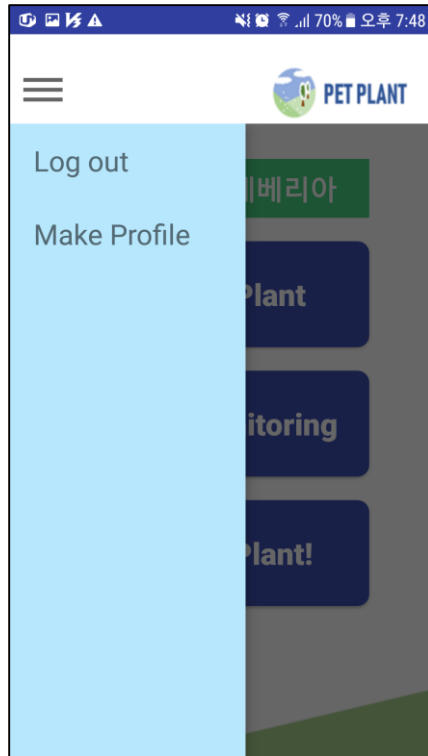 70% 오후 7:48
PET PLANT
Log out
Make Profile
베리아
Plant
itoring
Plant!